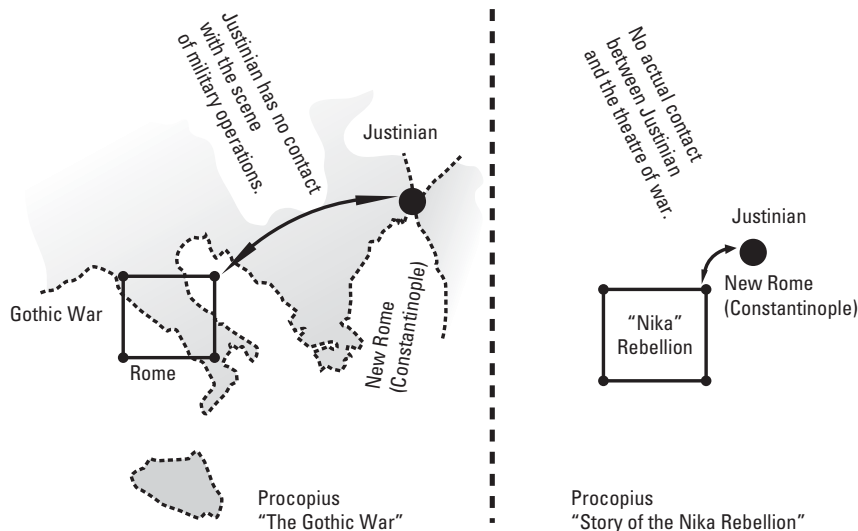 Justinian has no contact
with the scene
of military operations.
Justinian
Gothic War
Rome
New Rome
(Constantinople)
Procopius
"The Gothic War"
No actual contact
between Justinian
and the theatre of war.
Justinian
New Rome
(Constantinople)
"Nika"
Rebellion
Procopius
"Story of the Nika Rebellion"